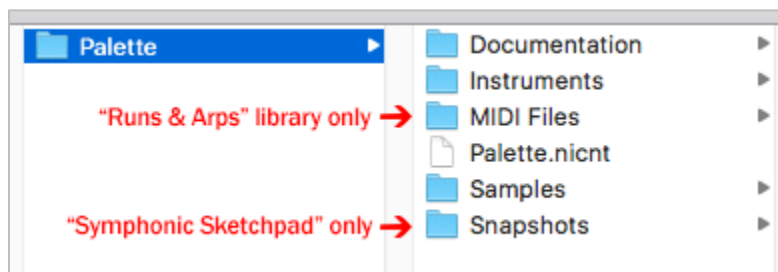 Palette
Documentation
Instruments
“Runs & Arps” library only
MIDI Files
Palette.nicnt
Samples
“Symphonic Sketchpad” only
Snapshots